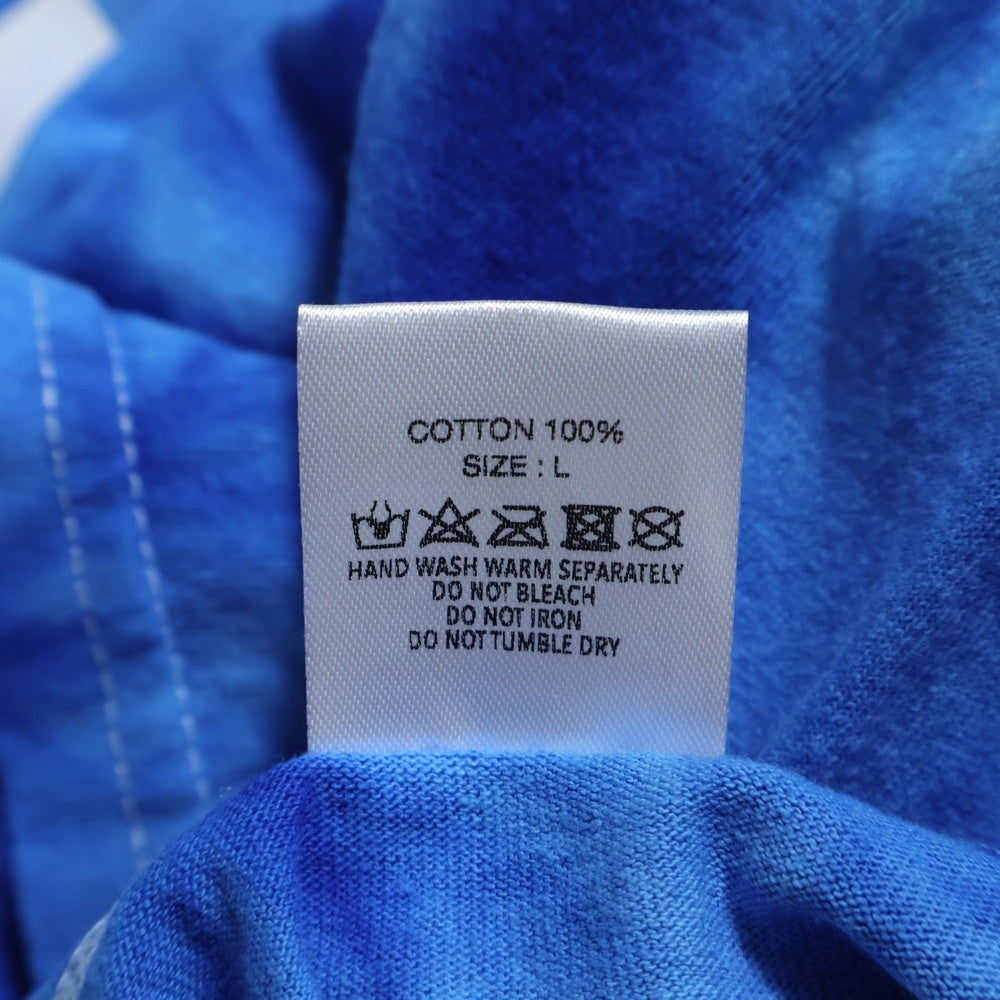 COTTON 100%
SIZE : L
HAND WASH WARM SEPARATELY
DO NOT BLEACH
DO NOT IRON
DO NOT TUMBLE DRY